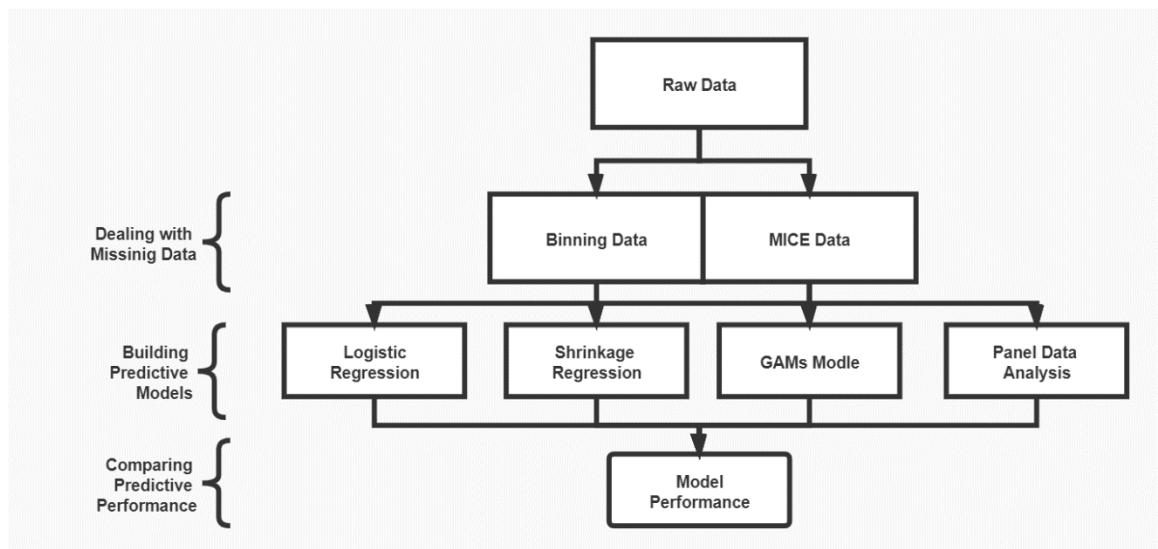 Raw Data
Dealing with
Missinig Data
Binning Data
MICE Data
Building
Predictive
Models
Logistic
Regression
Shrinkage
Regression
GAMs Modle
Panel Data
Analysis
Comparing
Predictive
Performance
Model
Performance